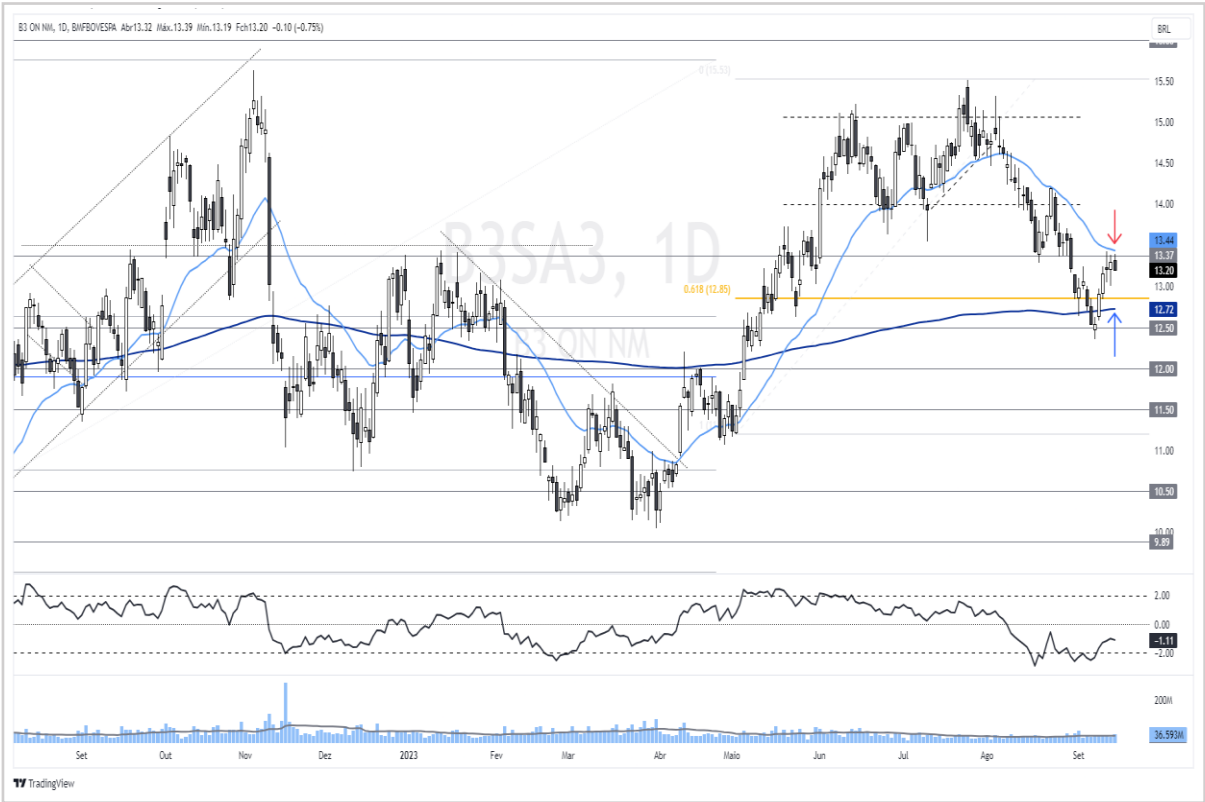 B3 ON NM, 1D, BMFBOVESPA Abr13.32 Máx.13.39 Mín.13.19 Fch13.20 −0.10 (−0.75%)
BRL
0 (15.53)
15.50
15.00
14.50
14.00
13.44
13.37
13.20
13.00
B3SA3, 1D
B3 ON NM
0.618 (12.85)
12.72
12.50
12.00
11.50
11.00
10.50
10.00
9.89
2.00
0.00
−1.11
−2.00
200M
36.593M
Set Out Nov Dez 2023 Fev Mar Abr Maio Jun Jul Ago Set
TradingView